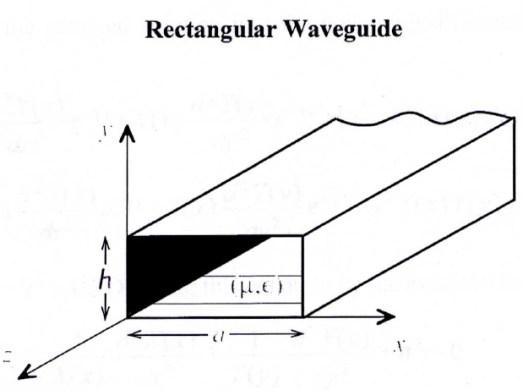 Rectangular Waveguide
y
h
(μ,e)
a
x
z